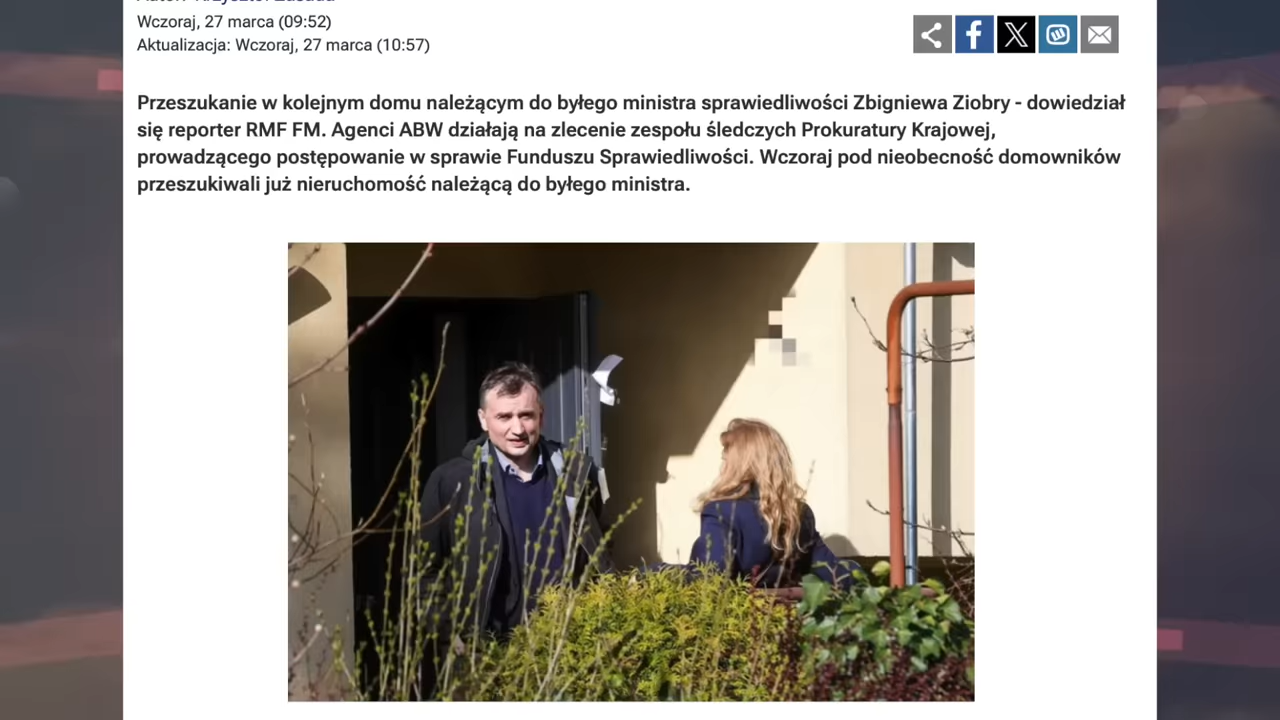 Wczoraj, 27 marca (09:52)
Aktualizacja: Wczoraj, 27 marca (10:57)
Przeszukanie w kolejnym domu należącym do byłego ministra sprawiedliwości Zbigniewa Ziobry - dowiedział
się reporter RMF FM. Agenci ABW działają na zlecenie zespołu śledczych Prokuratury Krajowej,
prowadzącego postępowanie w sprawie Funduszu Sprawiedliwości. Wczoraj pod nieobecność domowników
przeszukiwali już nieruchomość należącą do byłego ministra.